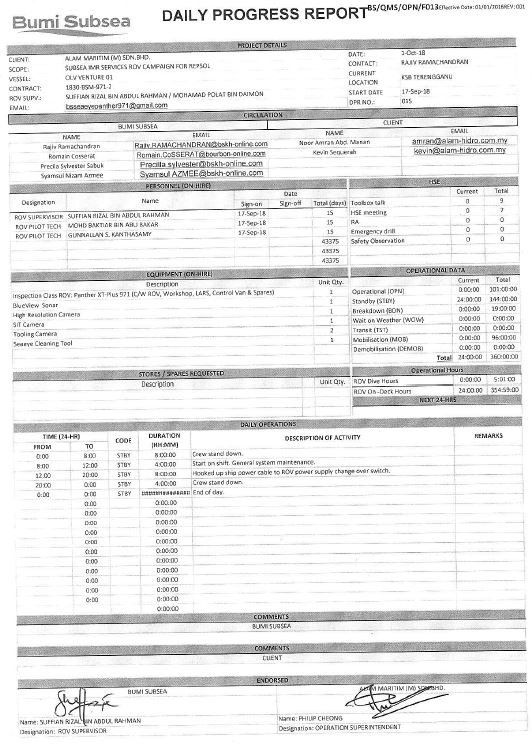 Bumi Subsea
DAILY PROGRESS REPORT BS/QMS/OPN/F013 Effective Date: 01/01/2016 REV: 001
PROJECT DETAILS
CLIENT: ALAM MARITIM (M) SDN.BHD. DATE: 1-Oct-18
SCOPE: SUBSEA IMR SERVICES ROV CAMPAIGN FOR REPSOL CONTACT: RAJIV RAMACHANDRAN
VESSEL: OLV VENTURE 01 CURRENT LOCATION KSB TERENGGANU
CONTRACT: 1830-BSM-971-2
ROV SUPV.: SUFFIAN RIZAL BIN ABDUL RAHMAN / MOHAMAD POLAT BIN DAIMON START DATE 17-Sep-18
EMAIL: bsseaeyepanther971@gmail.com DPR NO.: 015
CIRCULATION
BUMI SUBSEA CLIENT
NAME EMAIL NAME EMAIL
Rajiv Ramachandran Rajiv.RAMACHANDRAN@bskh-online.com Noor Amran Abd. Manan amran@alam-hidro.com.my
Romain Cosserat Romain.CoSSERAT@bourbon-online.com Kevin Sequerah kevin@alam-hidro.com.my
Precilla Sylvester Sabuk Precilla sylvester@bskh-online.com
Syamsul Nizam Azmee Syamsul AZMEE@bskh-online.com
PERSONNEL (ON-HIRE) HSE
Designation Name Date Current Total
Sign-on Sign-off Total (days) Toolbox talk 0 9
ROV SUPERVISOR SUFFIAN RIZAL BIN ABDUL RAHMAN 17-Sep-18 15 HSE meeting 0 7
ROV PILOT TECH MOHD BAKTIAR BIN ABU BAKAR 17-Sep-18 15 RA 0 0
ROV PILOT TECH GUNNALLAN S. KANTHASAMY 17-Sep-18 15 Emergency drill 0 0
43375 Safety Observation 0 0
43375
43375
EQUIPMENT (ON-HIRE) OPERATIONAL DATA
Description Unit Qty. Current Total
Inspection Class ROV: Panther XT-Plus 971 (C/W ROV, Workshop, LARS, Control Van & Spares) 1 Operational (OPN) 0:00:00 101:00:00
BlueView Sonar 1 Standby (STBY) 24:00:00 144:00:00
High Resolution Camera 1 Breakdown (BDN) 0:00:00 19:00:00
SIT Camera 1 Wait on Weather (WOW) 0:00:00 0:00:00
Tooling Camera 2 Transit (TST) 0:00:00 0:00:00
Seaeye Cleaning Tool 1 Mobilisation (MOB) 0:00:00 96:00:00
Demobilisation (DEMOB) 0:00:00 0:00:00
Total 24:00:00 360:00:00
STORES / SPARES REQUESTED Operational Hours
Description Unit Qty. ROV Dive Hours 0:00:00 5:01:00
ROV On-Deck Hours 24:00:00 354:59:00
NEXT 24-HRS
DAILY OPERATIONS
TIME (24-HR) CODE DURATION (HH:MM) DESCRIPTION OF ACTIVITY REMARKS
FROM TO
0:00 8:00 STBY 8:00:00 Crew stand down.
8:00 12:00 STBY 4:00:00 Start on shift. General system maintenance.
12:00 20:00 STBY 8:00:00 Hooked up ship power cable to ROV power supply change over switch.
20:00 0:00 STBY 4:00:00 Crew stand down.
0:00 0:00 STBY ############## End of day.
0:00 0:00:00
0:00 0:00:00
0:00 0:00:00
0:00 0:00:00
0:00 0:00:00
0:00 0:00:00
0:00 0:00:00
0:00 0:00:00
0:00 0:00:00
0:00 0:00:00
0:00 0:00:00
0:00:00
COMMENTS
BUMI SUBSEA
COMMENTS
CLIENT
ENDORSED
BUMI SUBSEA ALAM MARITIM (M) SDN.BHD.
Name: SUFFIAN RIZAL BIN ABDUL RAHMAN Name: PHILIP CHEONG
Designation: ROV SUPERVISOR Designation: OPERATION SUPERINTENDENT